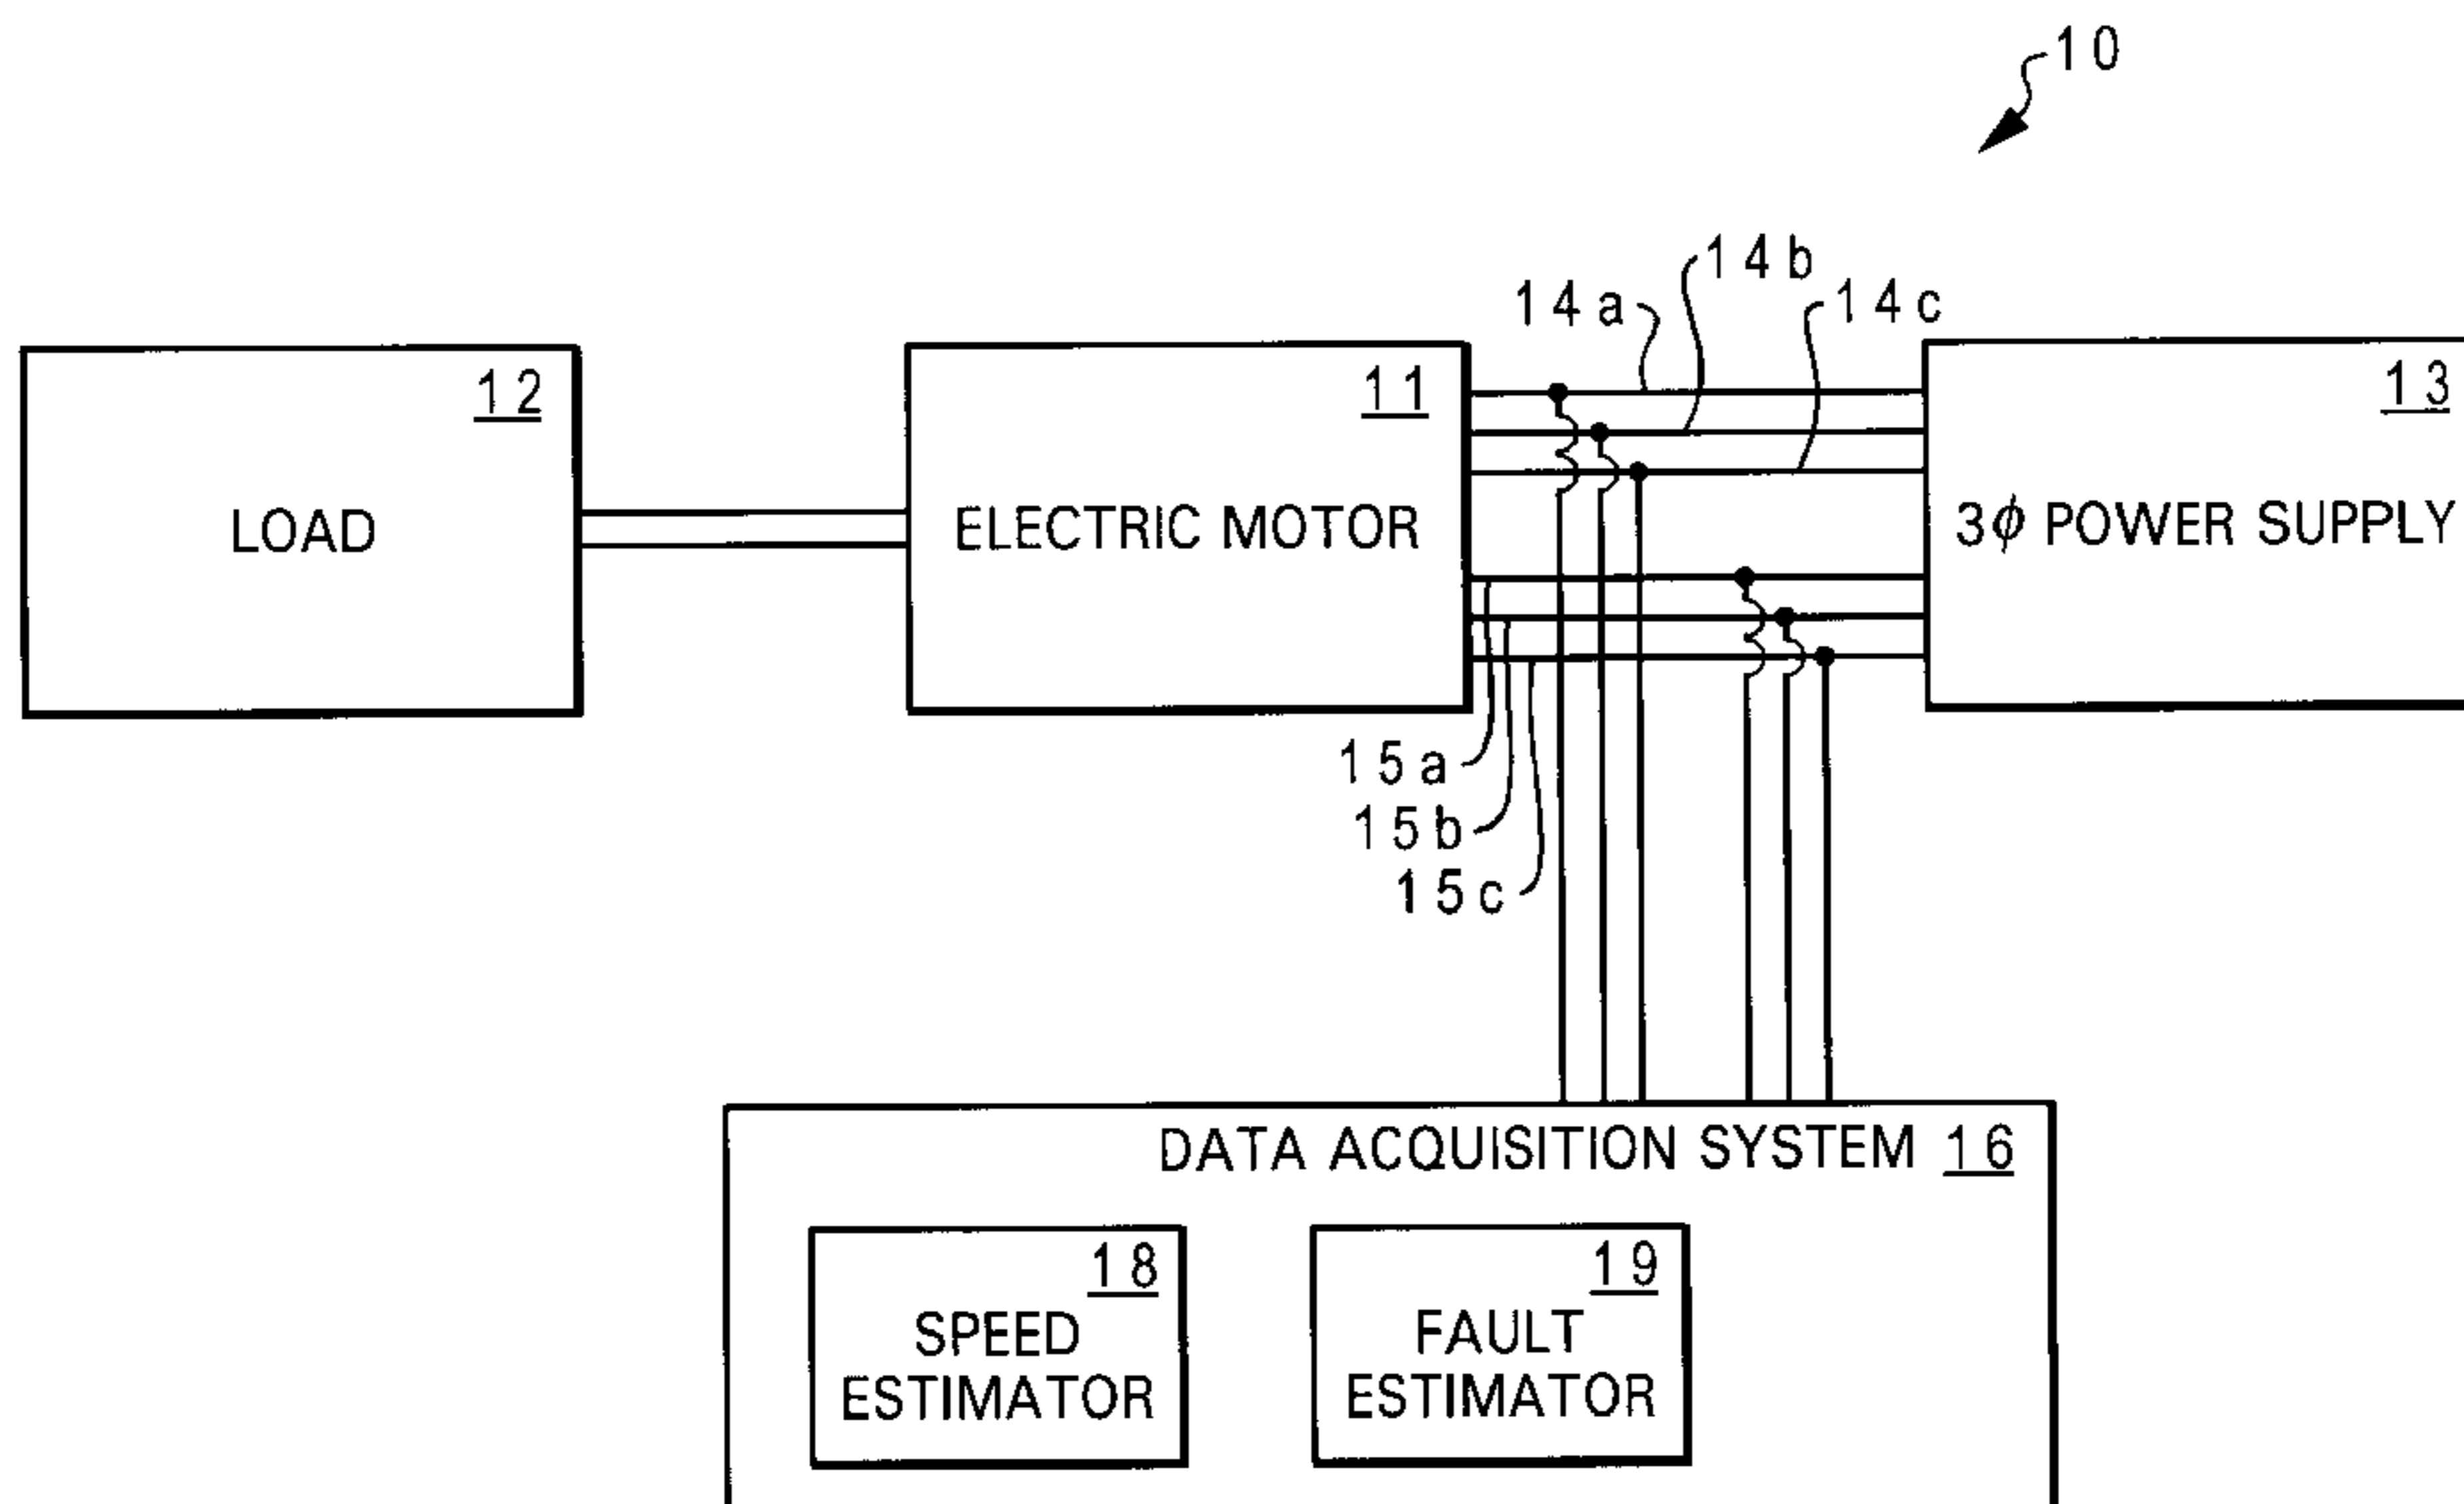 10
14b
14a
14c
12
11
13
LOAD
ELECTRIC MOTOR
3ϕ POWER SUPPLY
15a
15b
15c
DATA ACQUISITION SYSTEM 16
18
19
SPEED
ESTIMATOR
FAULT
ESTIMATOR